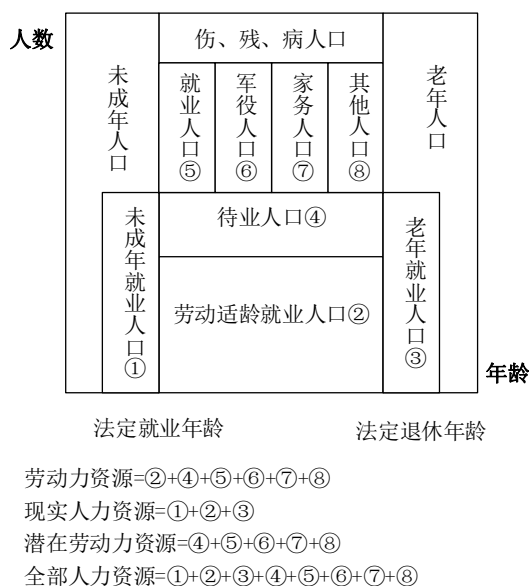 人数
伤、残、病人口
未成年人口
就业人口⑤
军役人口⑥
家务人口⑦
其他人口⑧
老年人口
未成年就业人口①
待业人口④
劳动适龄就业人口②
老年就业人口③
年龄
法定就业年龄
法定退休年龄
劳动力资源=②+④+⑤+⑥+⑦+⑧
现实人力资源=①+②+③
潜在劳动力资源=④+⑤+⑥+⑦+⑧
全部人力资源=①+②+③+④+⑤+⑥+⑦+⑧